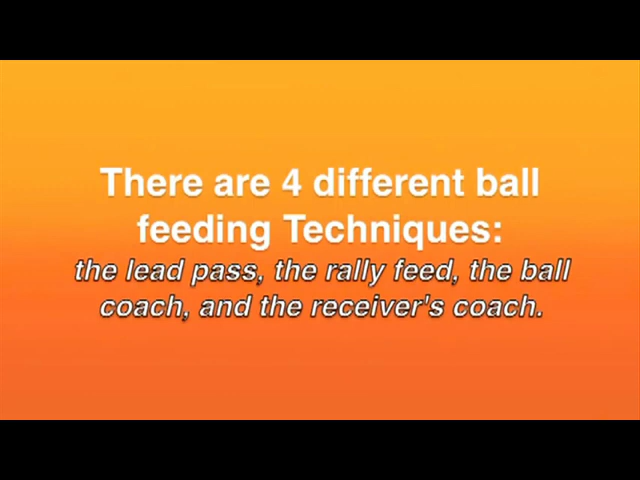 There are 4 different ball
feeding Techniques:
the lead pass, the rally feed, the ball
coach, and the receiver's coach.